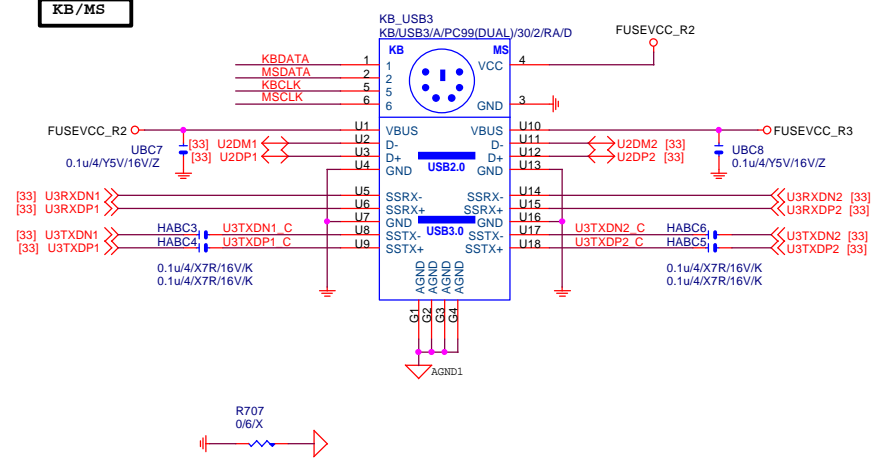 KB/MS
KB_USB3
KB/USB3/A/PC99(DUAL)/30/2/RA/D
FUSEVCC_R2
KB MS
KBDATA 1 1 VCC 4
MSDATA 2 2
KBCLK 5 5
MSCLK 6 6 GND 3
FUSEVCC_R2 U1 VBUS VBUS U10 FUSEVCC_R3
UBC7 [33] U2DM1 U2 D- D- U11 U2DM2 [33] UBC8
0.1u/4/Y5V/16V/Z [33] U2DP1 U3 D+ D+ U12 U2DP2 [33] 0.1u/4/Y5V/16V/Z
U4 GND USB2.0 GND U13
[33] U3RXDN1 U5 SSRX- SSRX- U14 U3RXDN2 [33]
[33] U3RXDP1 U6 SSRX+ SSRX+ U15 U3RXDP2 [33]
U7 GND USB3.0 GND U16
[33] U3TXDN1 HABC3 U3TXDN1_C U8 SSTX- SSTX- U17 U3TXDN2_C HABC6 U3TXDN2 [33]
[33] U3TXDP1 HABC4 U3TXDP1_C U9 SSTX+ SSTX+ U18 U3TXDP2_C HABC5 U3TXDP2 [33]
0.1u/4/X7R/16V/K 0.1u/4/X7R/16V/K
0.1u/4/X7R/16V/K 0.1u/4/X7R/16V/K
AGND AGND AGND AGND
G1 G2 G3 G4
AGND1
R707
0/6/X